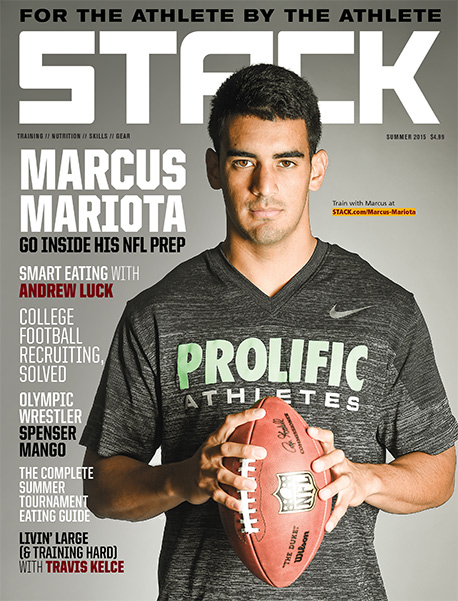 FOR THE ATHLETE BY THE ATHLETE
STACK
TRAINING // NUTRITION // SKILLS // GEAR
SUMMER 2015 $4.99
MARCUS
MARIOTA
GO INSIDE HIS NFL PREP
Train with Marcus at
STACK.com/Marcus-Mariota
SMART EATING WITH
ANDREW LUCK
COLLEGE
FOOTBALL
RECRUITING,
SOLVED
OLYMPIC
WRESTLER
SPENSER
MANGO
THE COMPLETE
SUMMER
TOURNAMENT
EATING GUIDE
LIVIN' LARGE
(& TRAINING HARD)
WITH TRAVIS KELCE
PROLIFIC
ATHLETES
NFL
"THE DUKE"
Wilson